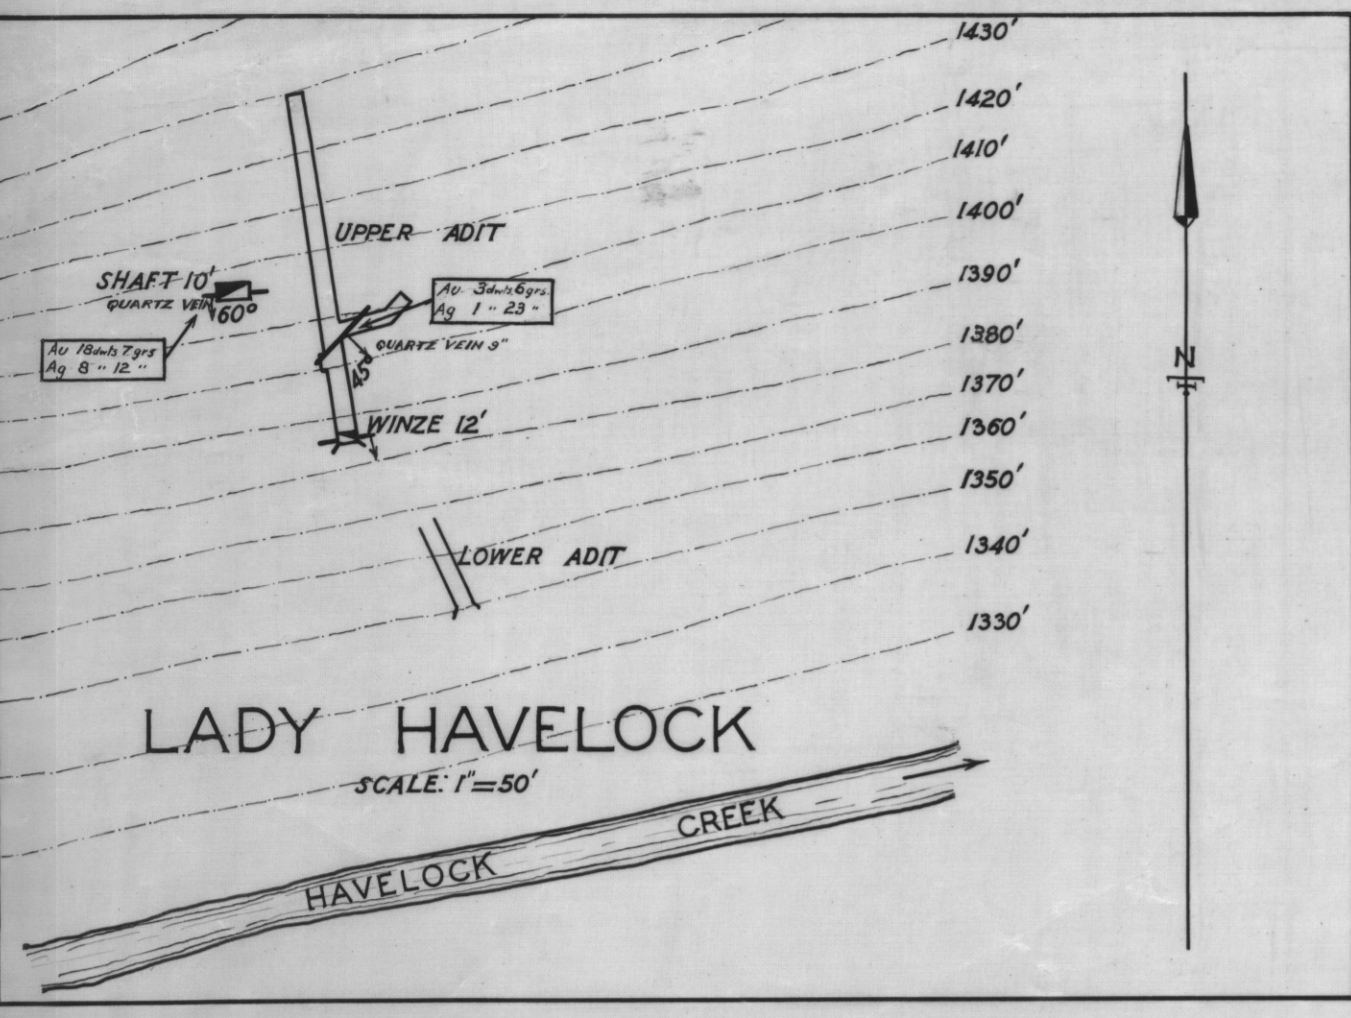 1430'
1420'
1410'
1400'
1390'
1380'
1370'
1360'
1350'
1340'
1330'
UPPER ADIT
SHAFT 10'
QUARTZ VEIN
60°
Au 18dwts 7grs
Ag 8 " 12 "
Au 3dwts 6grs.
Ag 1 " 23 "
QUARTZ VEIN 9"
45°
WINZE 12'
LOWER ADIT
N
LADY HAVELOCK
SCALE: 1"=50'
HAVELOCK CREEK